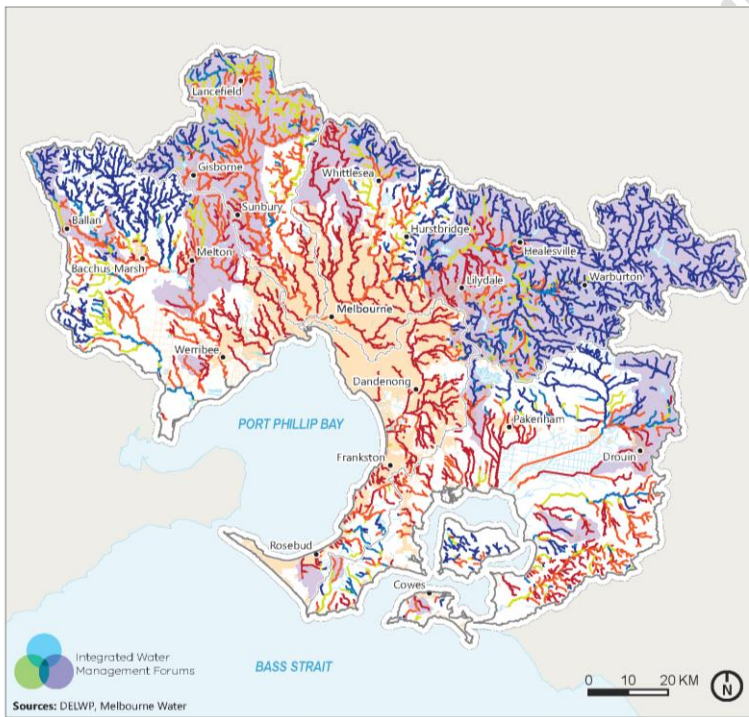 Lancefield
Gisborne
Whittlesea
Sunbury
Ballan
Hurstbridge
Healesville
Bacchus Marsh
Melton
Lilydale
Warburton
Melbourne
Werribee
Dandenong
PORT PHILLIP BAY
Pakenham
Drouin
Frankston
Rosebud
Cowes
Integrated Water
Management Forums
BASS STRAIT
0 10 20 KM
N
Sources: DELWP, Melbourne Water